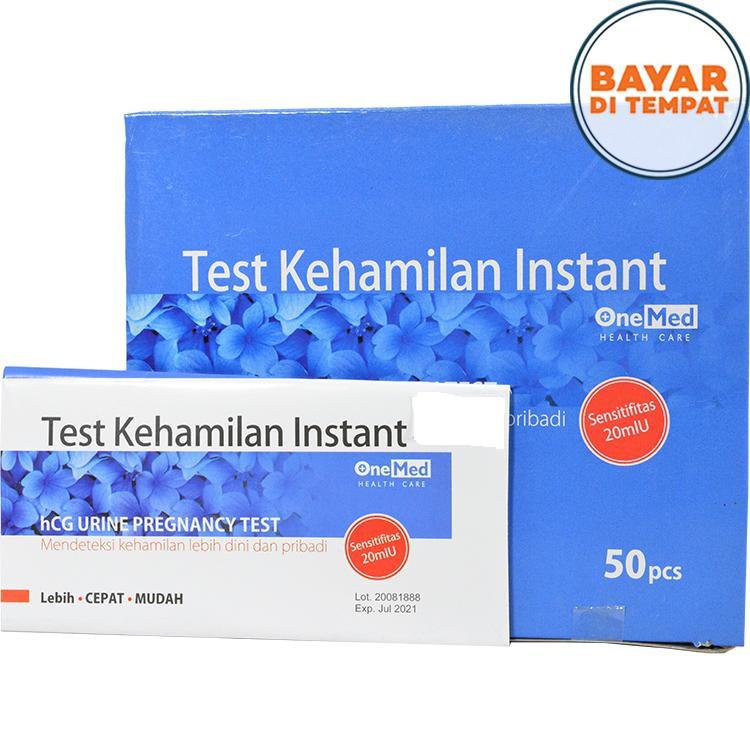 BAYAR
DI TEMPAT
Test Kehamilan Instant
OneMed
HEALTH CARE
pribadi
Sensitifitas
20mIU
50pcs
Test Kehamilan Instant
OneMed
HEALTH CARE
hCG URINE PREGNANCY TEST
Mendeteksi kehamilan lebih dini dan pribadi
Sensitifitas
20mIU
Lebih • CEPAT • MUDAH
Lot. 20081888
Exp. Jul 2021